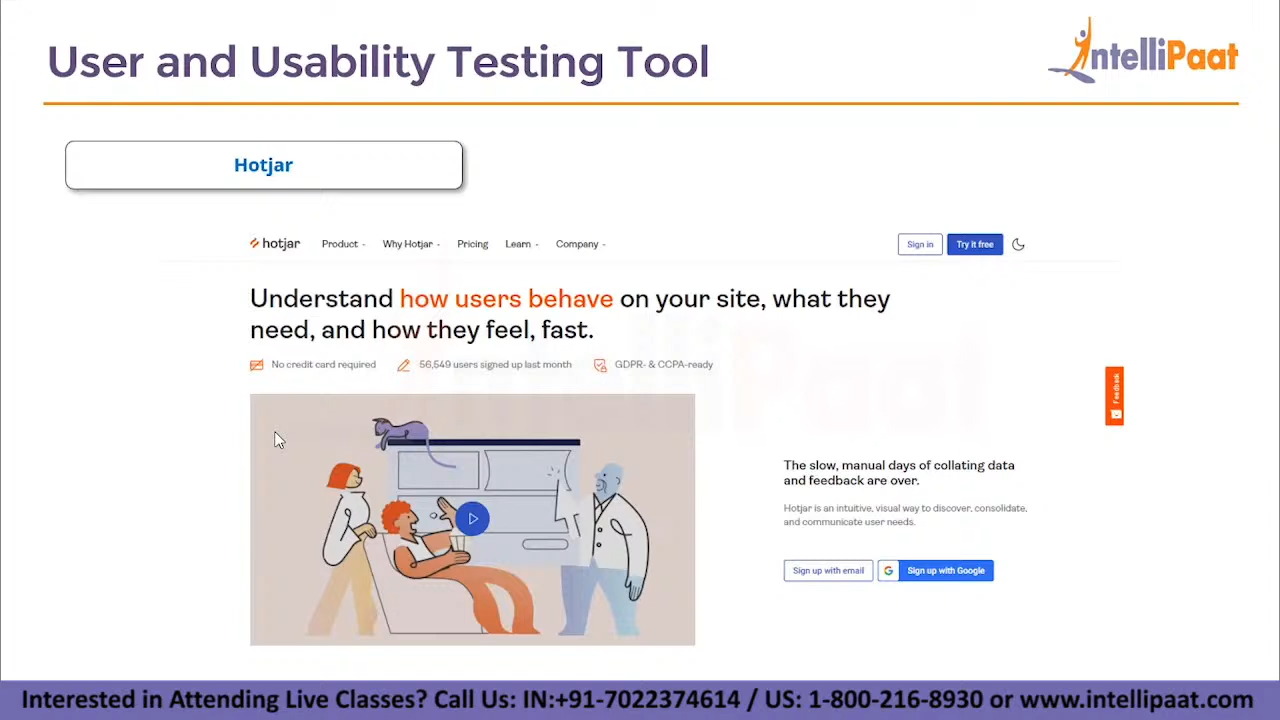 User and Usability Testing Tool
IntelliPaat
Hotjar
hotjar Product Why Hotjar Pricing Learn Company Sign in Try it free
Understand how users behave on your site, what they
need, and how they feel, fast.
No credit card required 56,549 users signed up last month GDPR- & CCPA-ready
Feedback
The slow, manual days of collating data
and feedback are over.
Hotjar is an intuitive, visual way to discover, consolidate,
and communicate user needs.
Sign up with email G Sign up with Google
Interested in Attending Live Classes? Call Us: IN:+91-7022374614 / US: 1-800-216-8930 or www.intellipaat.com